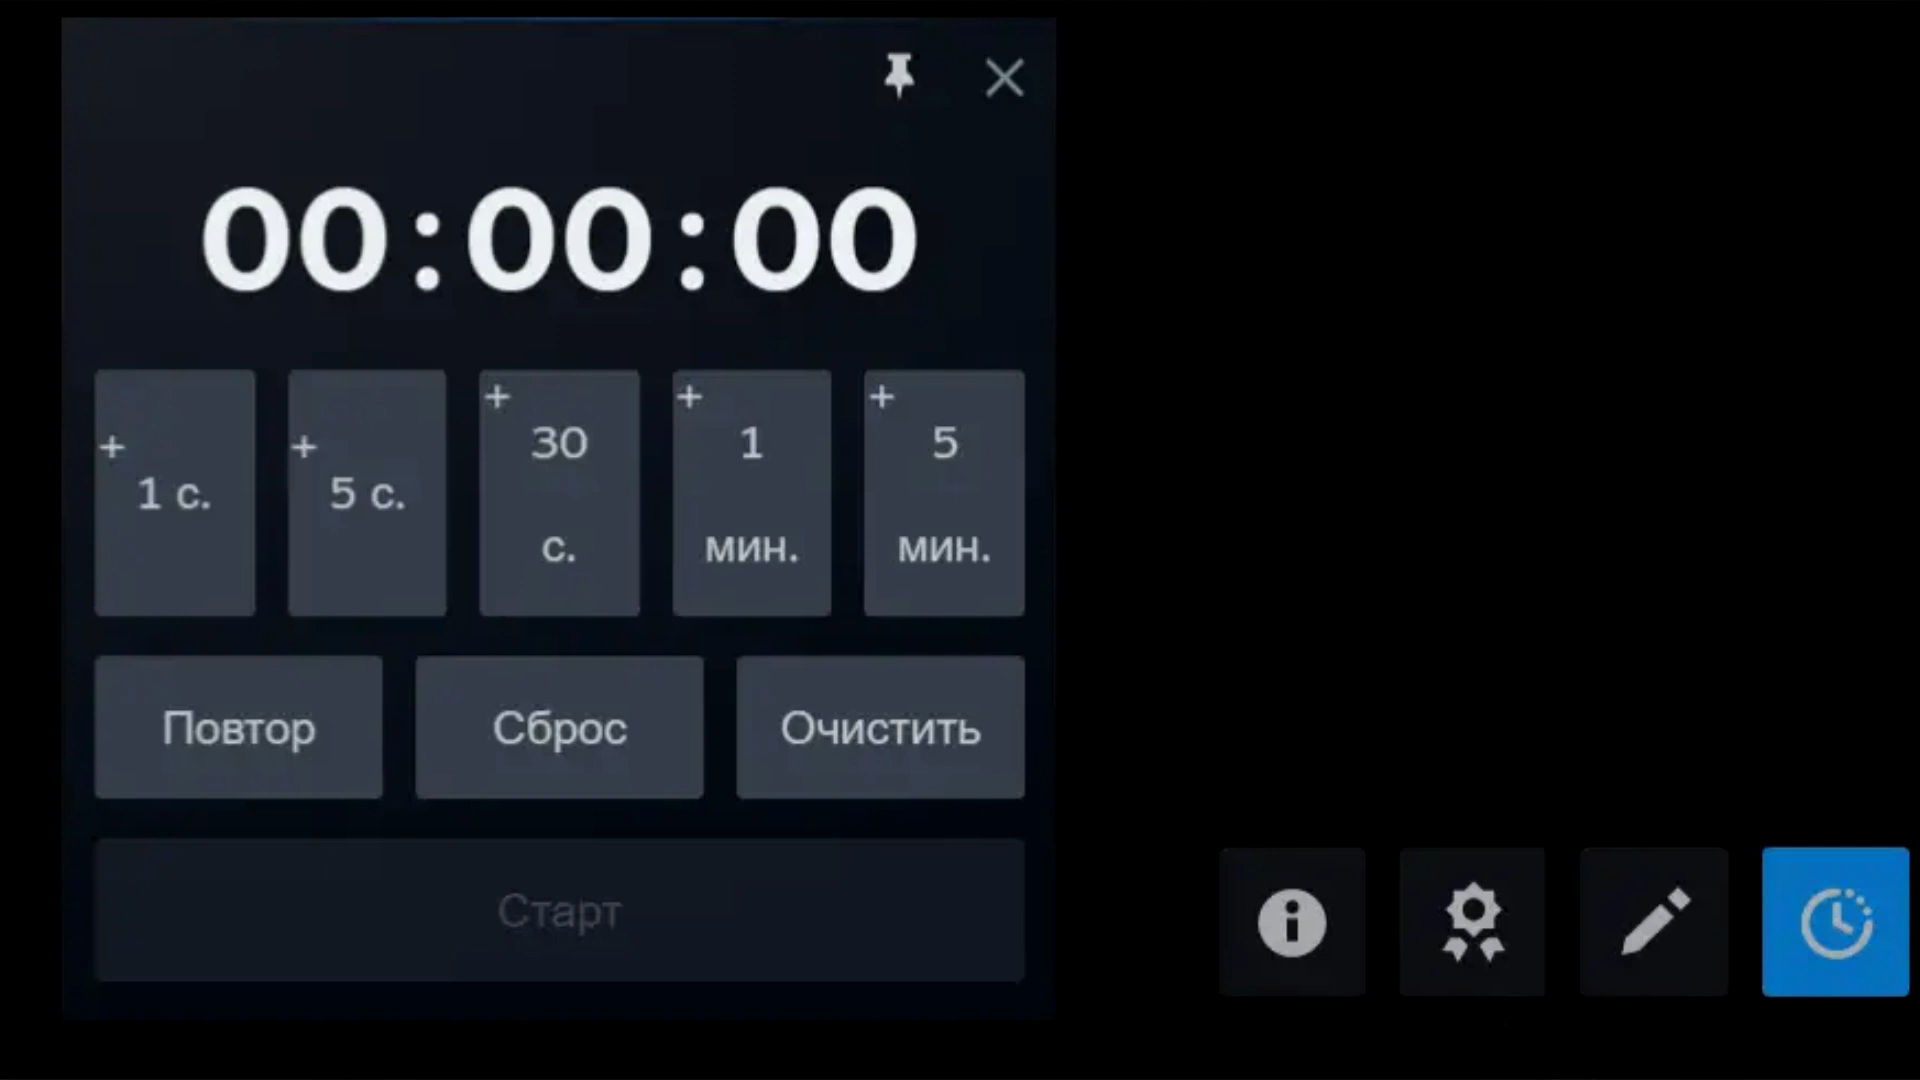 00:00:00
+ 1 с.
+ 5 с.
+ 30 с.
+ 1 мин.
+ 5 мин.
Повтор
Сброс
Очистить
Старт